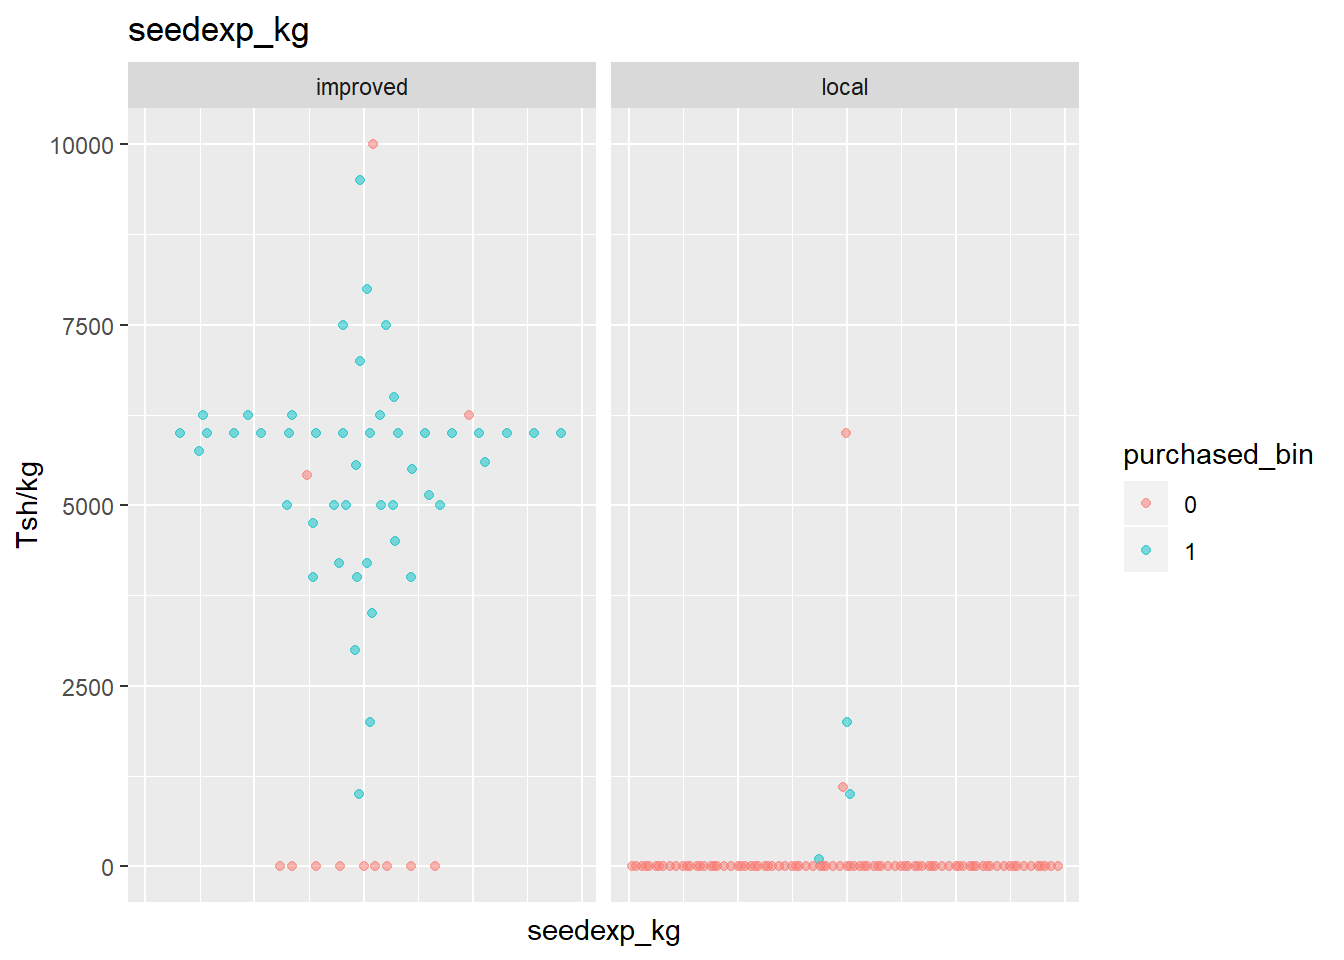 seedexp_kg
improved
local
10000
7500
5000
2500
0
Tsh/kg
seedexp_kg
purchased_bin
0
1